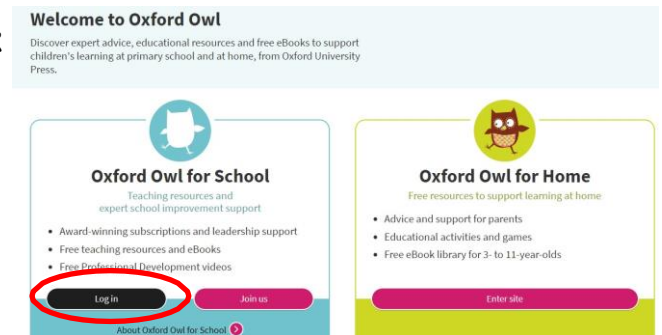 Welcome to Oxford Owl
Discover expert advice, educational resources and free eBooks to support
children's learning at primary school and at home, from Oxford University
Press.
Oxford Owl for School
Teaching resources and
expert school improvement support
• Award-winning subscriptions and leadership support
• Free teaching resources and eBooks
• Free Professional Development videos
Log in
Join us
About Oxford Owl for School
Oxford Owl for Home
Free resources to support learning at home
• Advice and support for parents
• Educational activities and games
• Free eBook library for 3- to 11-year-olds
Enter site